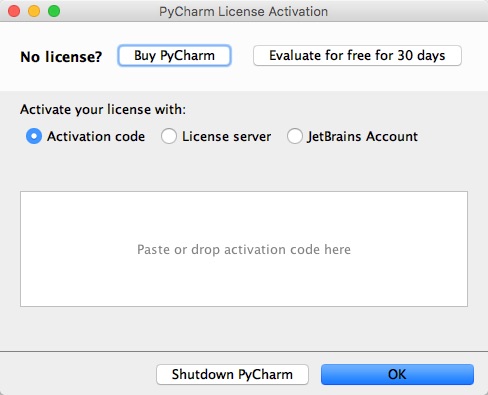 PyCharm License Activation
No license? Buy PyCharm Evaluate for free for 30 days
Activate your license with:
Activation code License server JetBrains Account
Paste or drop activation code here
Shutdown PyCharm OK